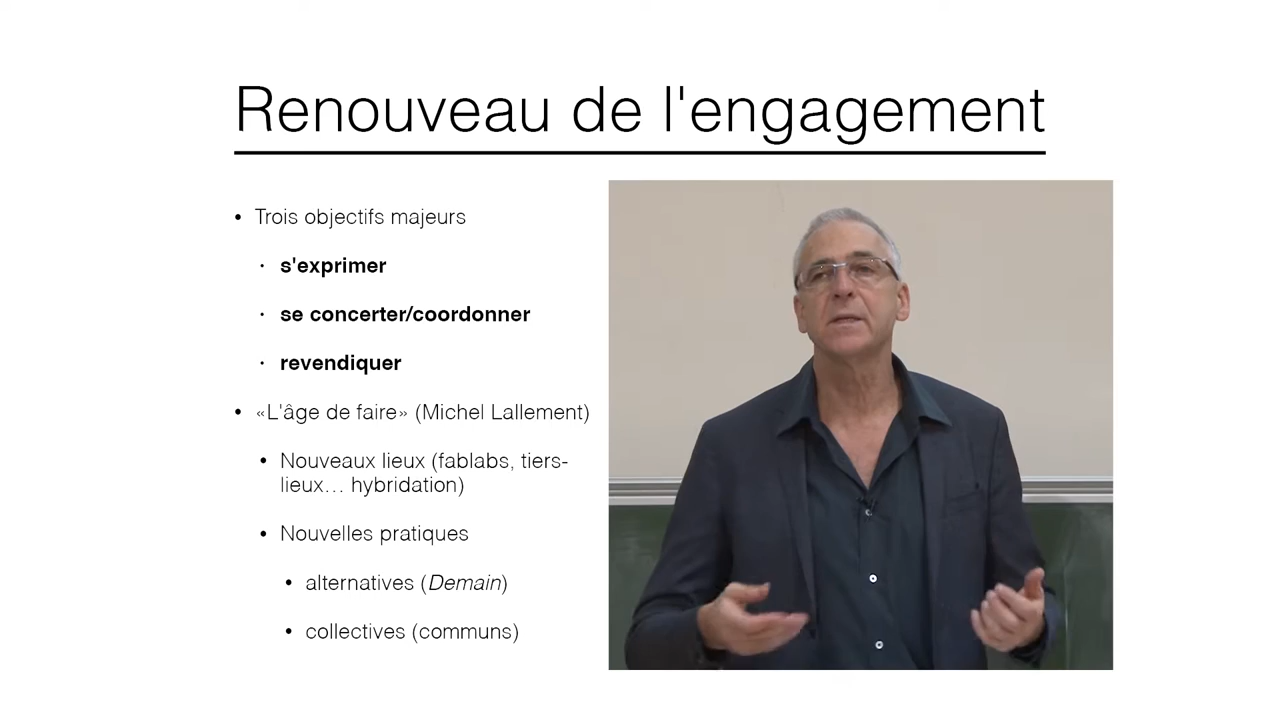 Renouveau de l'engagement
• Trois objectifs majeurs
• s'exprimer
• se concerter/coordonner
• revendiquer
• «L'âge de faire» (Michel Lallement)
• Nouveaux lieux (fablabs, tiers-
lieux… hybridation)
• Nouvelles pratiques
• alternatives (Demain)
• collectives (communs)